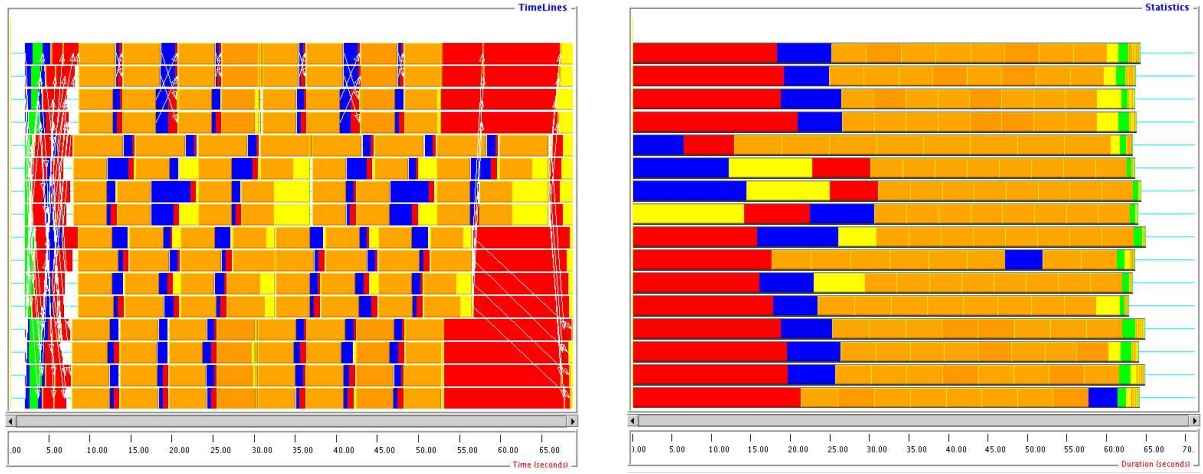 TimeLines
.00 5.00 10.00 15.00 20.00 25.00 30.00 35.00 40.00 45.00 50.00 55.00 60.00 65.00
Time (seconds)
Statistics
).00 5.00 10.00 15.00 20.00 25.00 30.00 35.00 40.00 45.00 50.00 55.00 60.00 65.00 70.
Duration (seconds)